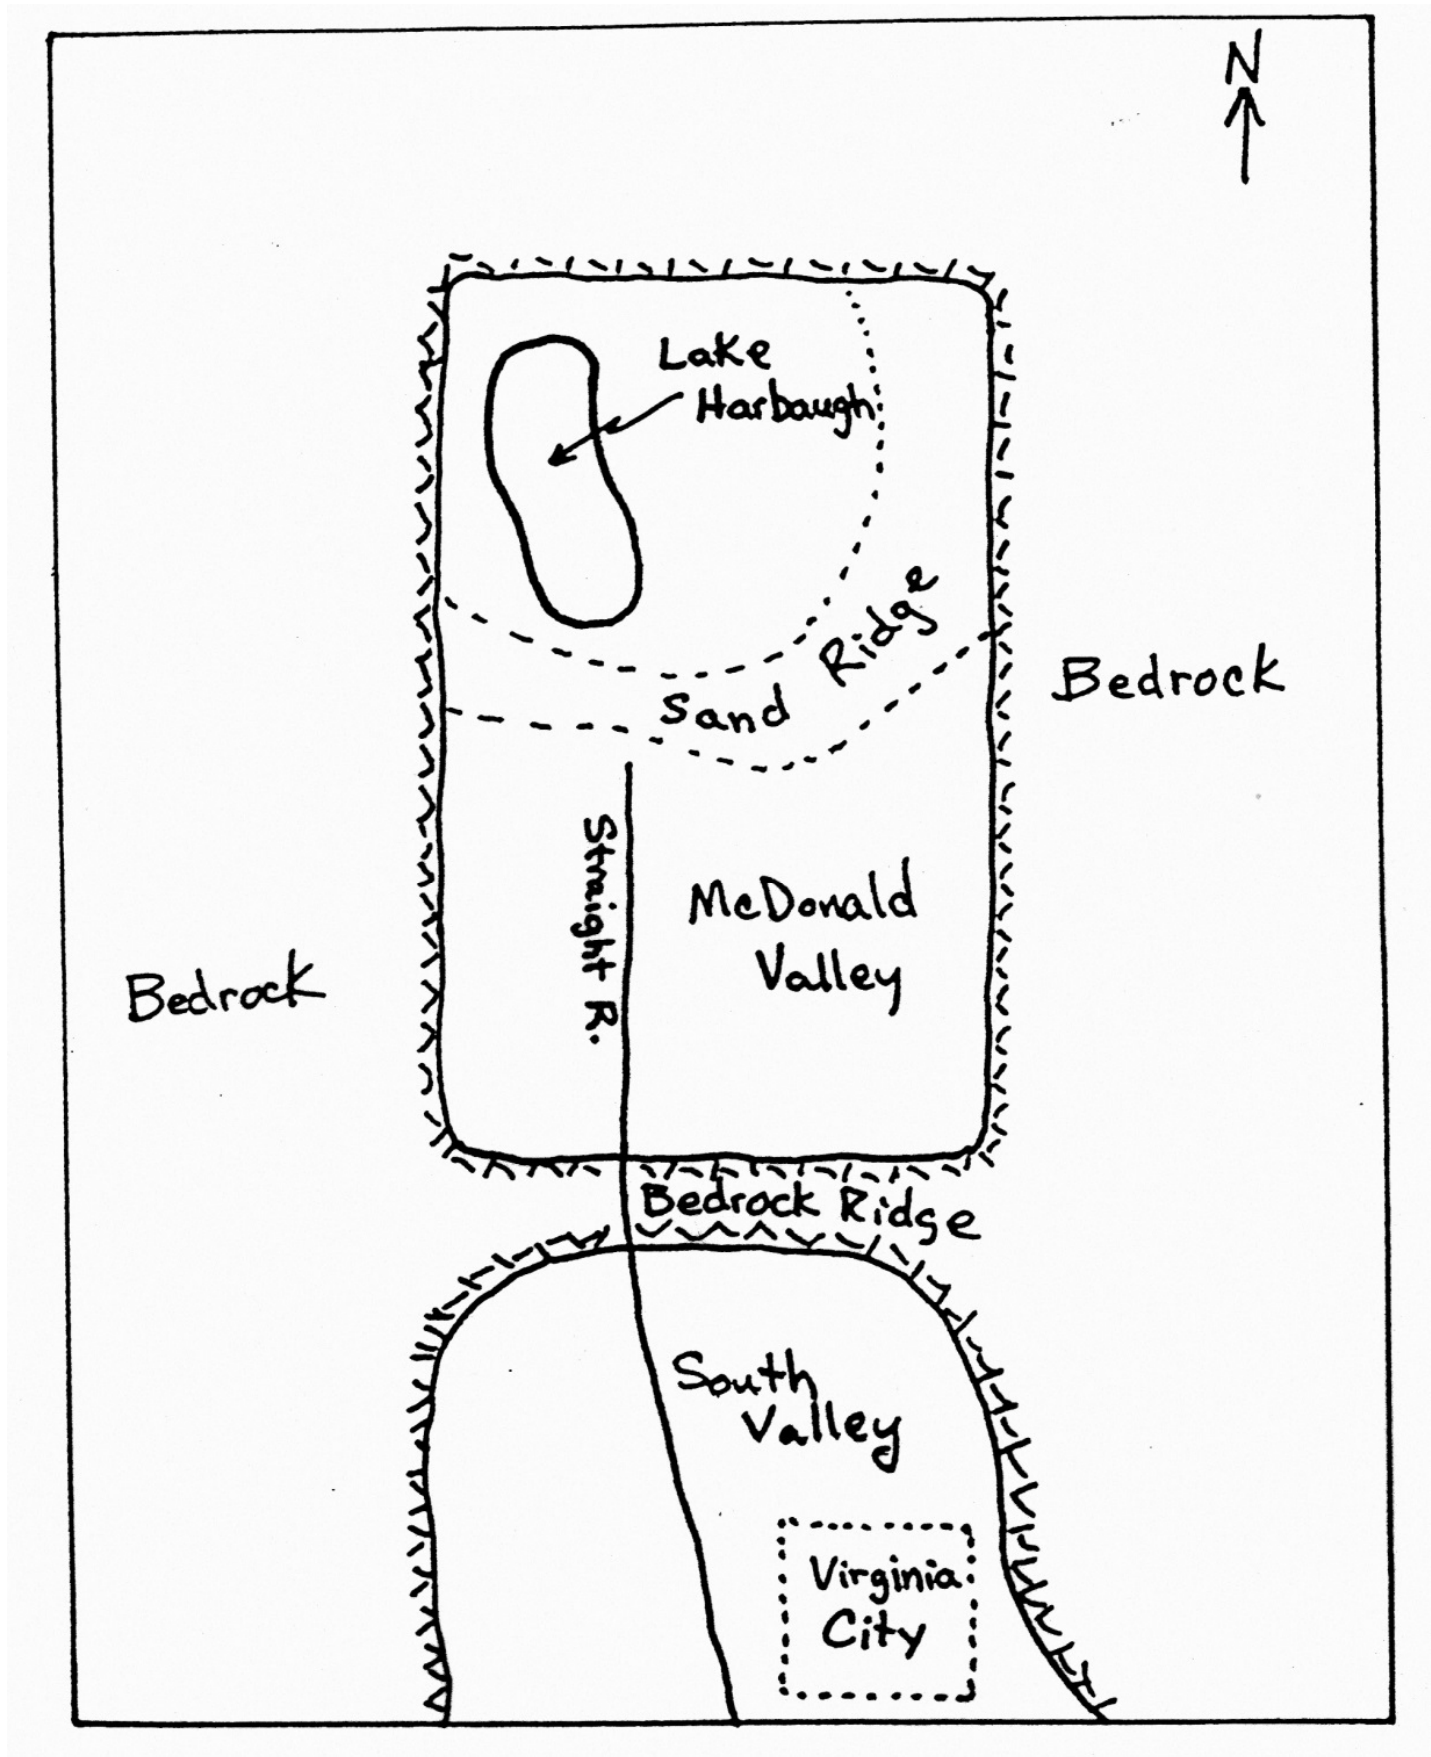 N
Lake
Harbaugh
Sand Ridge
Bedrock
Straight R.
McDonald
Valley
Bedrock
Bedrock Ridge
South
Valley
Virginia
City